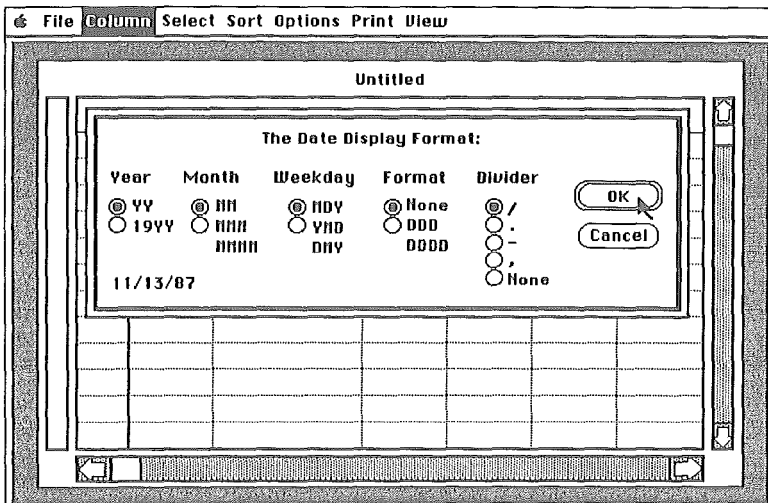 File Column Select Sort Options Print View
Untitled
The Date Display Format:
Year Month Weekday Format Divider
YY MM MDY None /
19YY MMM YMD DDD .
MMMM DMY DDDD -
,
None
OK
Cancel
11/13/87